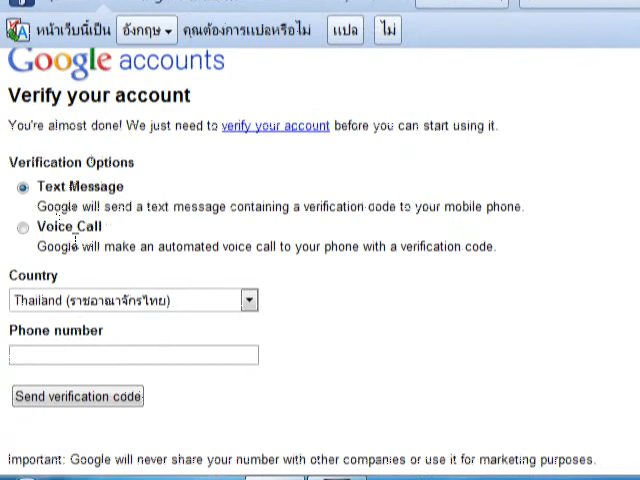 หน้าเว็บนี้เป็น อังกฤษ คุณต้องการแปลหรือไม่ แปล ไม่
Google accounts
Verify your account
You're almost done! We just need to verify your account before you can start using it.
Verification Options
Text Message
Google will send a text message containing a verification code to your mobile phone.
Voice Call
Google will make an automated voice call to your phone with a verification code.
Country
Thailand (ราชอาณาจักรไทย)
Phone number
Send verification code
Important: Google will never share your number with other companies or use it for marketing purposes.